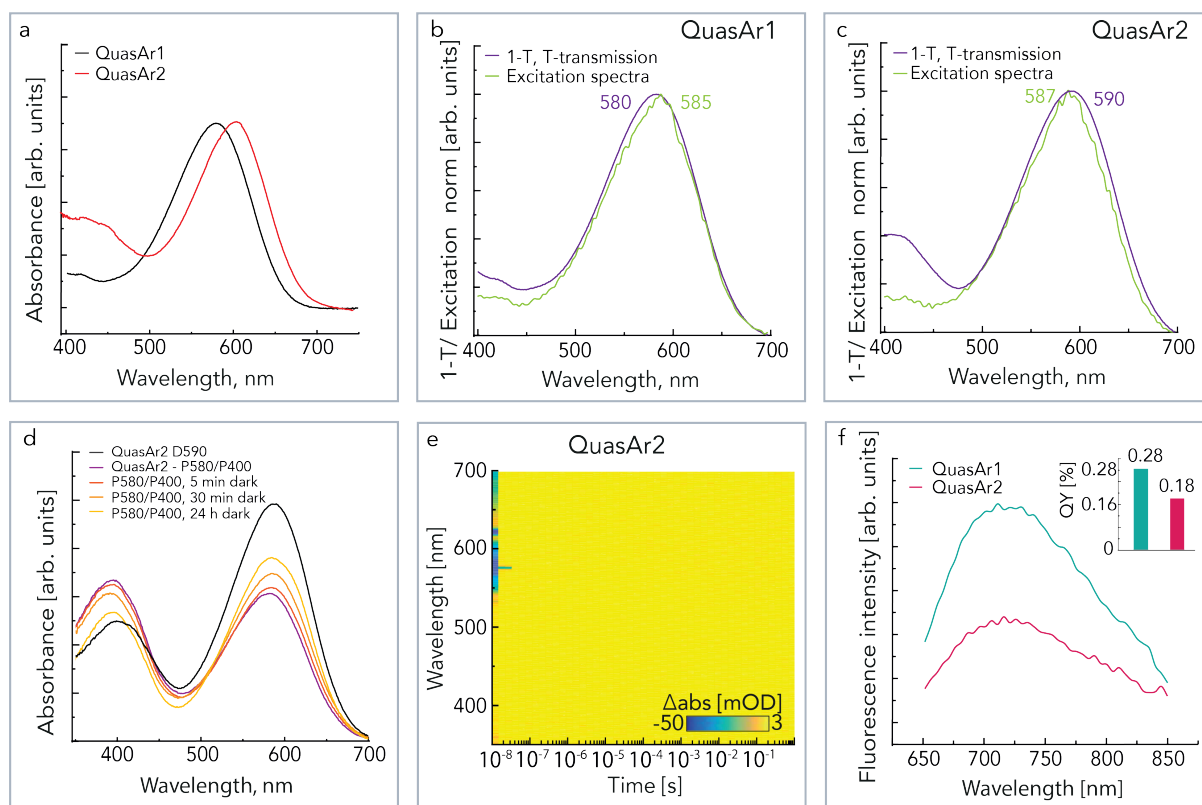 a
QuasAr1
QuasAr2
Absorbance [arb. units]
400 500 600 700
Wavelength, nm
b
QuasAr1
1-T, T-transmission
Excitation spectra
580 585
1-T/ Excitation norm [arb. units]
400 500 600 700
Wavelength, nm
c
QuasAr2
1-T, T-transmission
Excitation spectra
587 590
1-T/ Excitation norm [arb. units]
400 500 600 700
Wavelength, nm
d
QuasAr2 D590
QuasAr2 - P580/P400
P580/P400, 5 min dark
P580/P400, 30 min dark
P580/P400, 24 h dark
Absorbance [arb. units]
400 500 600 700
Wavelength, nm
e
QuasAr2
700
600
500
400
Wavelength [nm]
Δabs [mOD]
-50 3
10⁻⁸ 10⁻⁷ 10⁻⁶ 10⁻⁵ 10⁻⁴ 10⁻³ 10⁻² 10⁻¹
Time [s]
f
QuasAr1
QuasAr2
Fluorescence intensity [arb. units]
QY [%]
0.28
0.16
0
0.28
0.18
650 700 750 800 850
Wavelength [nm]